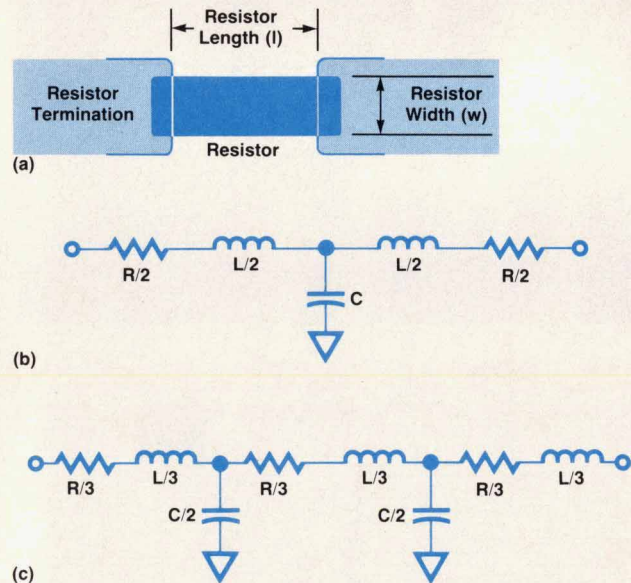 Resistor
Length (l)
Resistor
Termination
Resistor
Width (w)
Resistor
(a)
R/2
L/2
L/2
R/2
C
(b)
R/3
L/3
R/3
L/3
R/3
L/3
C/2
C/2
(c)